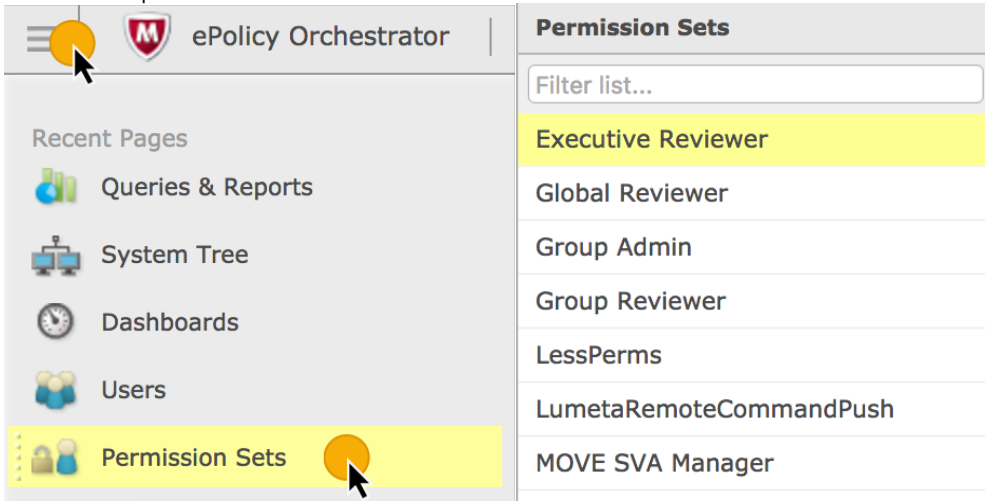 ePolicy Orchestrator
Recent Pages
Queries & Reports
System Tree
Dashboards
Users
Permission Sets
Permission Sets
Filter list...
Executive Reviewer
Global Reviewer
Group Admin
Group Reviewer
LessPerms
LumetaRemoteCommandPush
MOVE SVA Manager